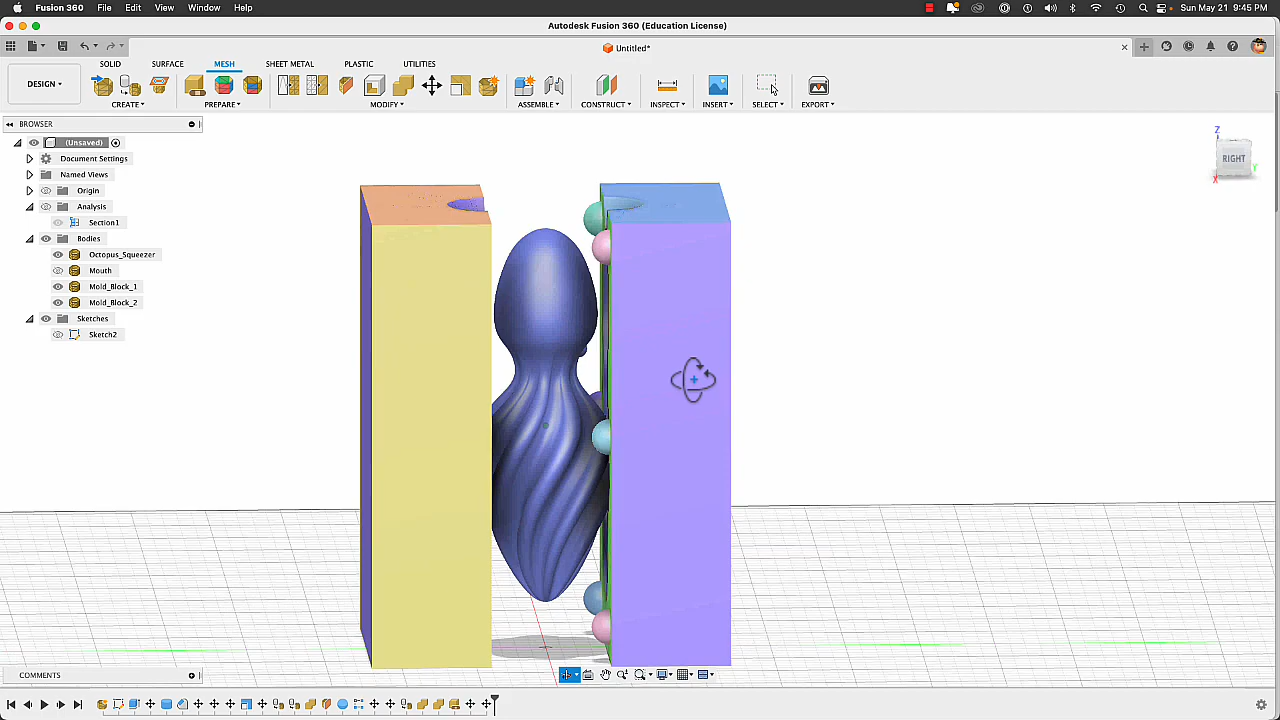 Fusion 360 File Edit View Window Help Sun May 21 9:45 PM
Autodesk Fusion 360 (Education License)
Untitled*
SOLID SURFACE MESH SHEET METAL PLASTIC UTILITIES
DESIGN
CREATE PREPARE MODIFY ASSEMBLE CONSTRUCT INSPECT INSERT SELECT EXPORT
BROWSER
(Unsaved)
Document Settings
Named Views
Origin
Analysis
Section1
Bodies
Octopus_Squeezer
Mouth
Mold_Block_1
Mold_Block_2
Sketches
Sketch2
Z
RIGHT
Y
X
COMMENTS